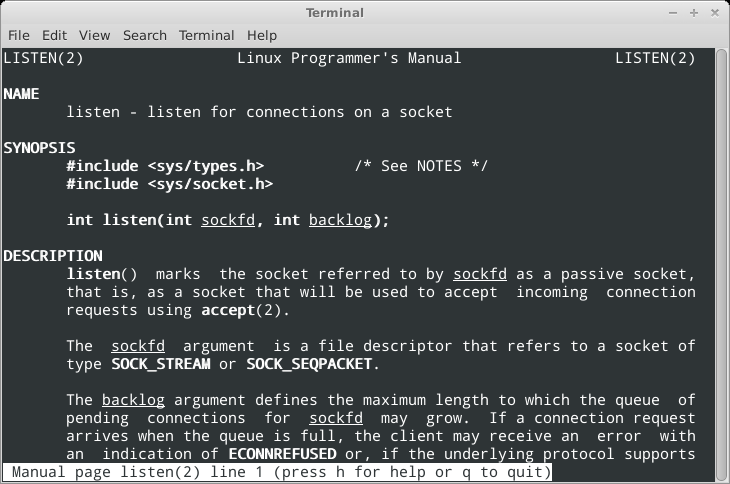 Terminal
File Edit View Search Terminal Help
LISTEN(2) Linux Programmer's Manual LISTEN(2)
NAME
listen - listen for connections on a socket
SYNOPSIS
#include <sys/types.h> /* See NOTES */
#include <sys/socket.h>
int listen(int sockfd, int backlog);
DESCRIPTION
listen() marks the socket referred to by sockfd as a passive socket,
that is, as a socket that will be used to accept incoming connection
requests using accept(2).
The sockfd argument is a file descriptor that refers to a socket of
type SOCK_STREAM or SOCK_SEQPACKET.
The backlog argument defines the maximum length to which the queue of
pending connections for sockfd may grow. If a connection request
arrives when the queue is full, the client may receive an error with
an indication of ECONNREFUSED or, if the underlying protocol supports
Manual page listen(2) line 1 (press h for help or q to quit)